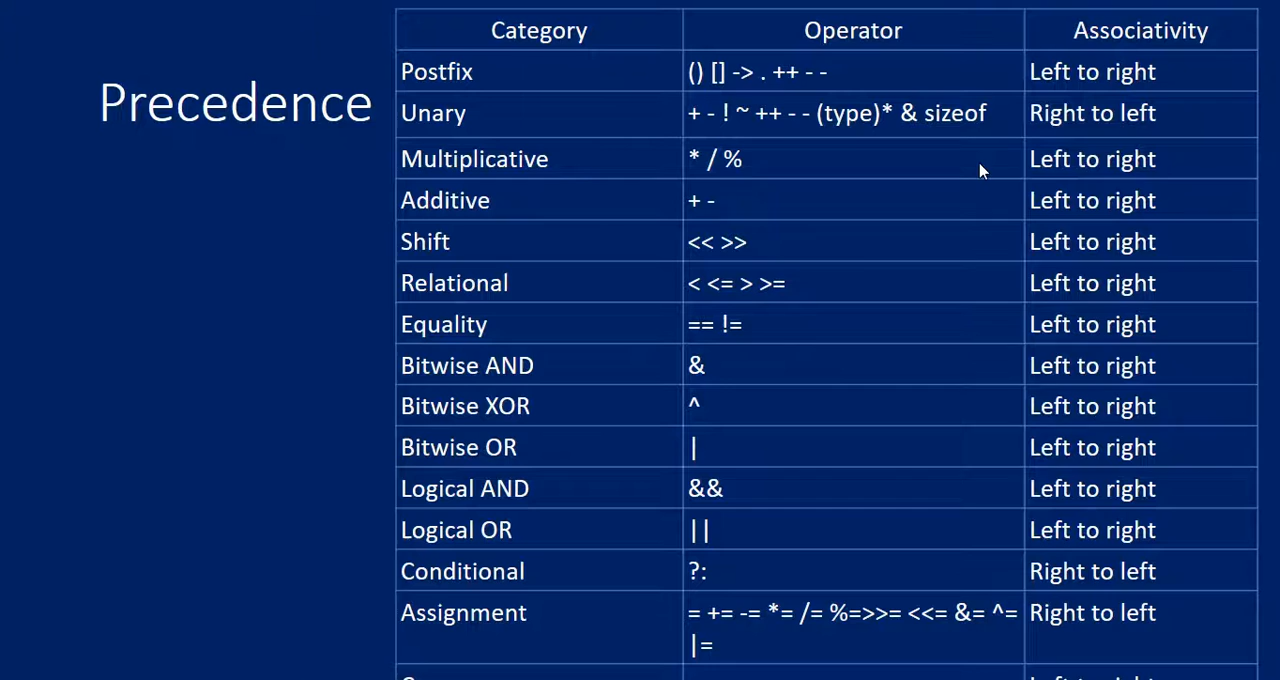 Precedence
Category Operator Associativity
Postfix () [] -> . ++ - - Left to right
Unary + - ! ~ ++ - - (type)* & sizeof Right to left
Multiplicative * / % Left to right
Additive + - Left to right
Shift << >> Left to right
Relational < <= > >= Left to right
Equality == != Left to right
Bitwise AND & Left to right
Bitwise XOR ^ Left to right
Bitwise OR | Left to right
Logical AND && Left to right
Logical OR || Left to right
Conditional ?: Right to left
Assignment = += -= *= /= %=>>= <<= &= ^= Right to left
|=